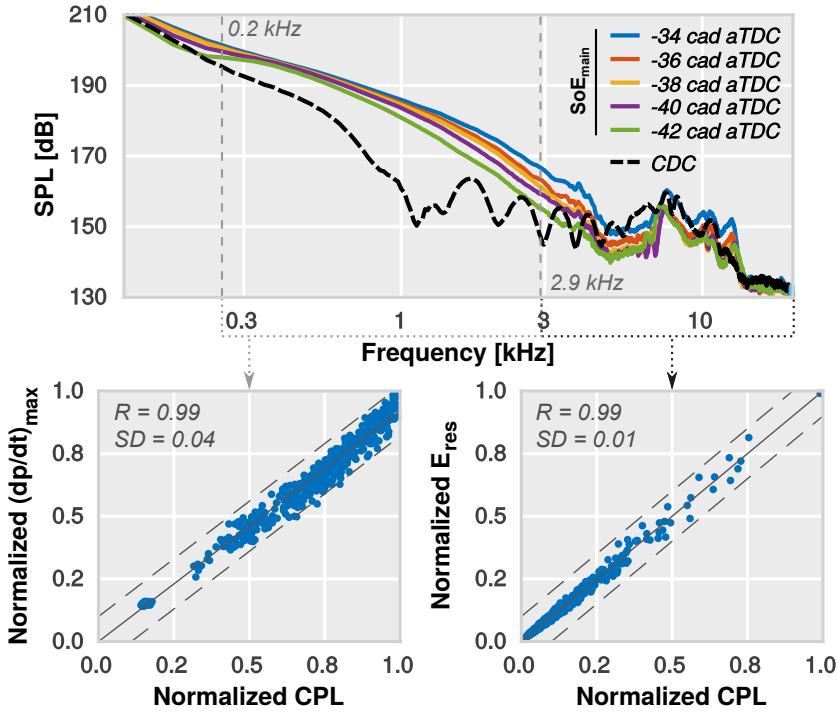 210
190
170
150
130
SPL [dB]
0.2 kHz
2.9 kHz
SoE_main
-34 cad aTDC
-36 cad aTDC
-38 cad aTDC
-40 cad aTDC
-42 cad aTDC
CDC
0.3
1
3
10
Frequency [kHz]
1.0
0.8
0.5
0.2
0.0
Normalized (dp/dt)_max
R = 0.99
SD = 0.04
0.0
0.2
0.5
0.8
1.0
Normalized CPL
1.0
0.8
0.5
0.2
0.0
Normalized E_res
R = 0.99
SD = 0.01
0.0
0.2
0.5
0.8
1.0
Normalized CPL